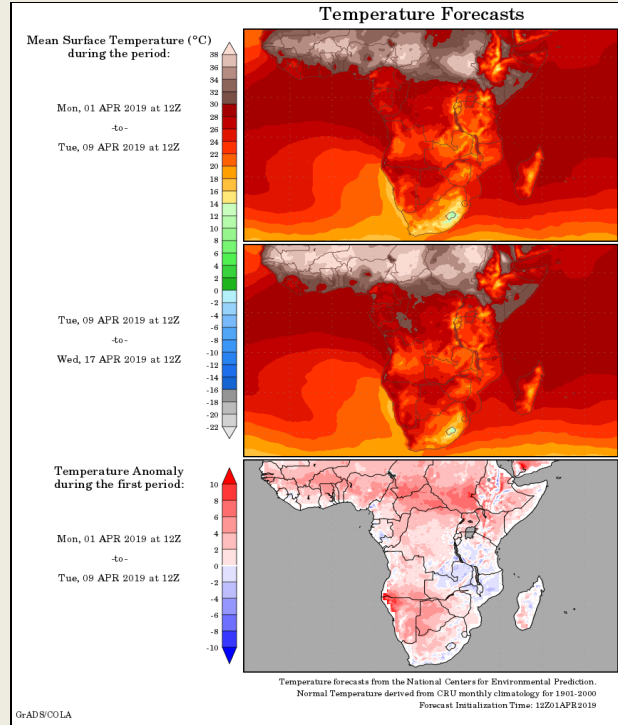 Temperature Forecasts
Mean Surface Temperature (°C)
during the period:
Mon, 01 APR 2019 at 12Z
-to-
Tue, 09 APR 2019 at 12Z
38
36
34
32
30
28
26
24
22
20
18
16
14
12
10
8
6
4
2
0
-2
-4
-6
-8
-10
-12
-14
-16
-18
-20
-22
Tue, 09 APR 2019 at 12Z
-to-
Wed, 17 APR 2019 at 12Z
Temperature Anomaly
during the first period:
Mon, 01 APR 2019 at 12Z
-to-
Tue, 09 APR 2019 at 12Z
10
8
6
4
2
0
-2
-4
-6
-8
-10
Temperature forecasts from the National Centers for Environmental Prediction.
Normal Temperature derived from CRU monthly climatology for 1901-2000
Forecast Initialization Time: 12Z01APR2019
GrADS/COLA